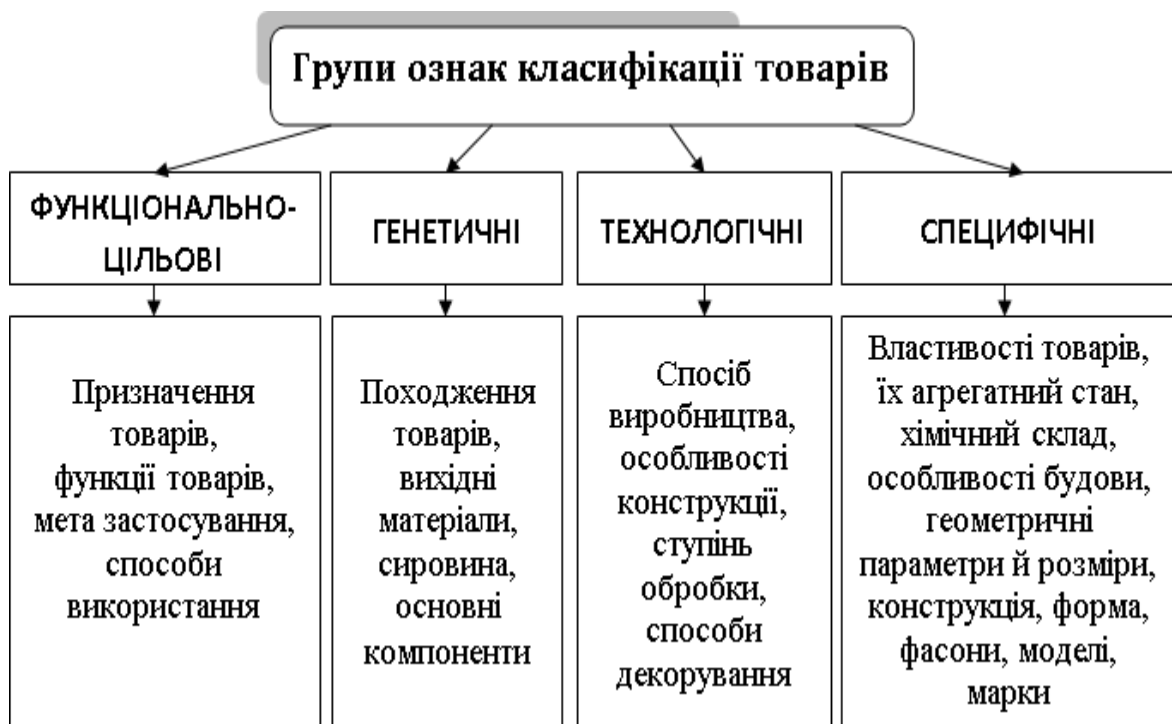 Групи ознак класифікації товарів
ФУНКЦІОНАЛЬНО-
ЦІЛЬОВІ
ГЕНЕТИЧНІ
ТЕХНОЛОГІЧНІ
СПЕЦИФІЧНІ
Призначення
товарів,
функції товарів,
мета застосування,
способи
використання
Походження
товарів,
вихідні
матеріали,
сировина,
основні
компоненти
Спосіб
виробництва,
особливості
конструкції,
ступінь
обробки,
способи
декорування
Властивості товарів,
їх агрегатний стан,
хімічний склад,
особливості будови,
геометричні
параметри й розміри,
конструкція, форма,
фасони, моделі,
марки